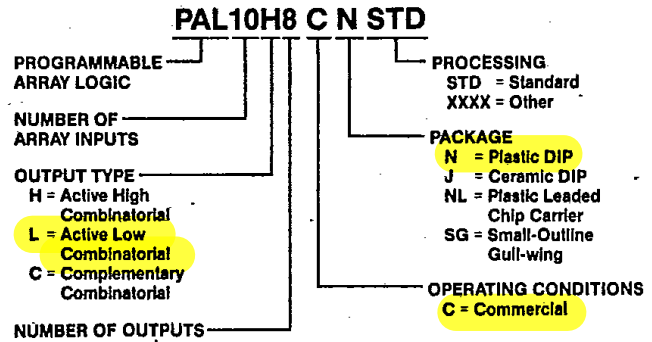 PAL10H8 C N STD
PROGRAMMABLE
ARRAY LOGIC
NUMBER OF
ARRAY INPUTS
OUTPUT TYPE
H = Active High
Combinatorial
L = Active Low
Combinatorial
C = Complementary
Combinatorial
NUMBER OF OUTPUTS
PROCESSING
STD = Standard
XXXX = Other
PACKAGE
N = Plastic DIP
J = Ceramic DIP
NL = Plastic Leaded
Chip Carrier
SG = Small-Outline
Gull-wing
OPERATING CONDITIONS
C = Commercial